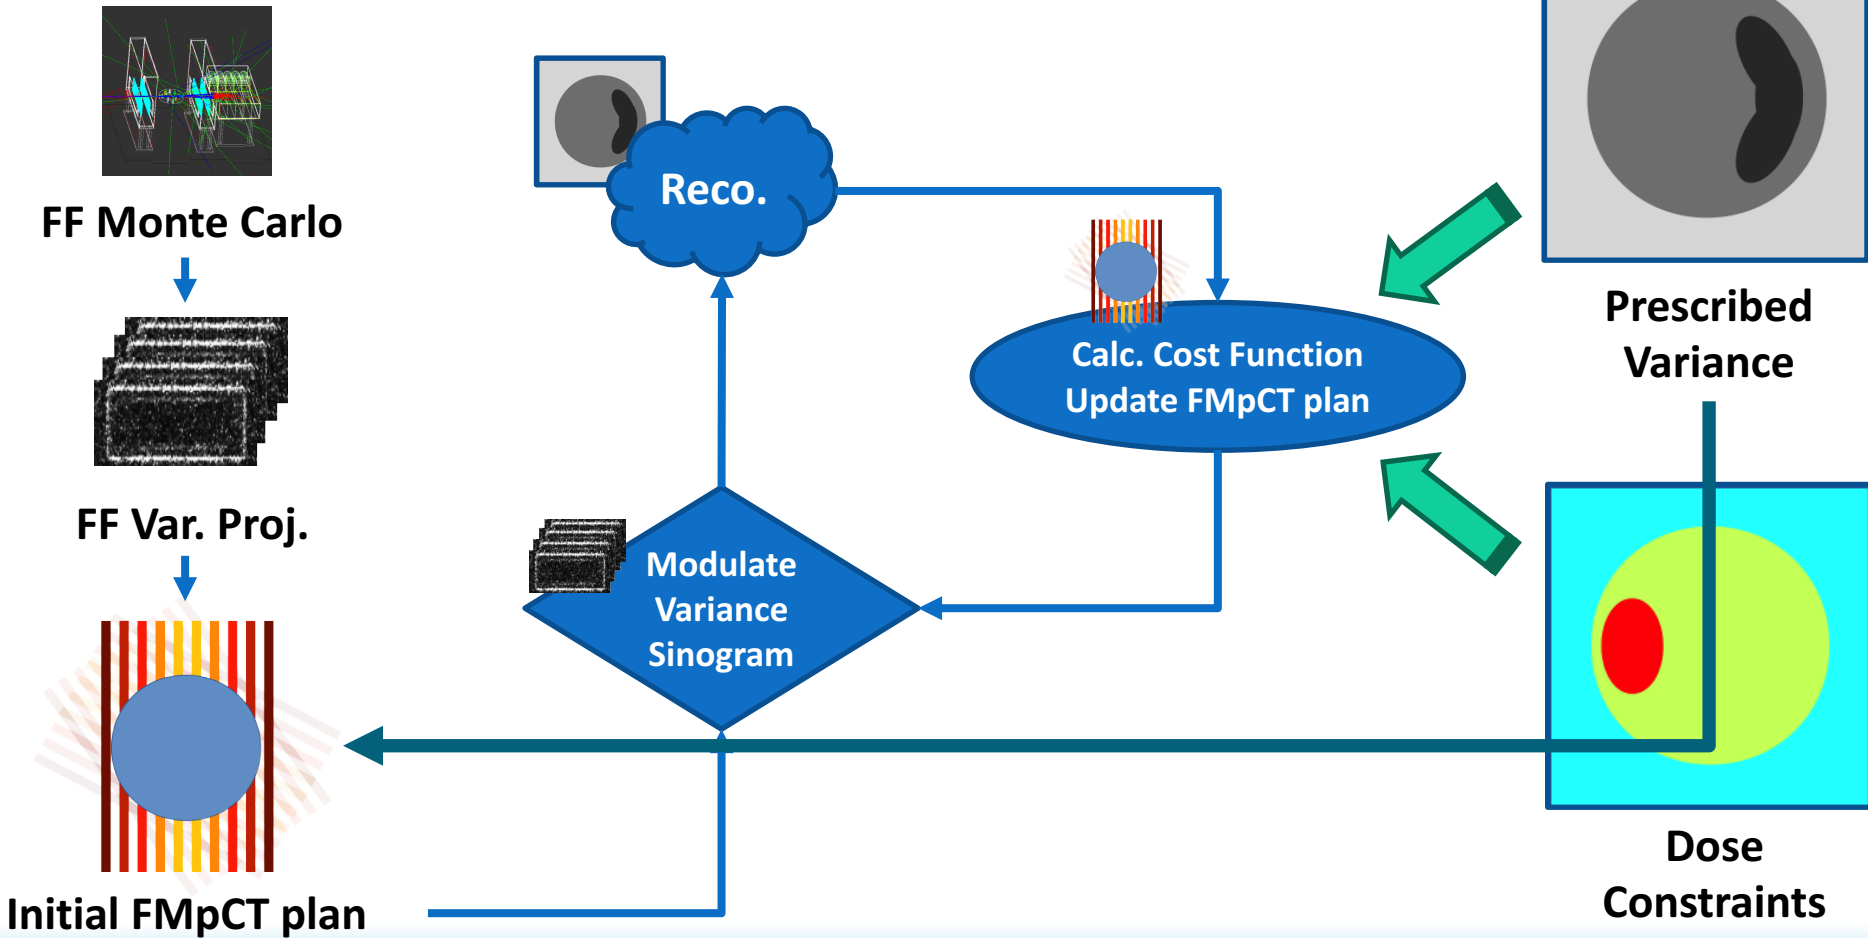 FF Monte Carlo
FF Var. Proj.
Initial FMpCT plan
Reco.
Calc. Cost Function
Update FMpCT plan
Modulate
Variance
Sinogram
Prescribed
Variance
Dose
Constraints